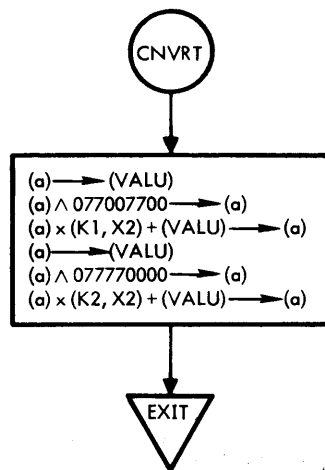 CNVRT
(a) → (VALU)
(a) ∧ 077007700 → (a)
(a) × (K1, X2) + (VALU) → (a)
(a) → (VALU)
(a) ∧ 077770000 → (a)
(a) × (K2, X2) + (VALU) → (a)
EXIT